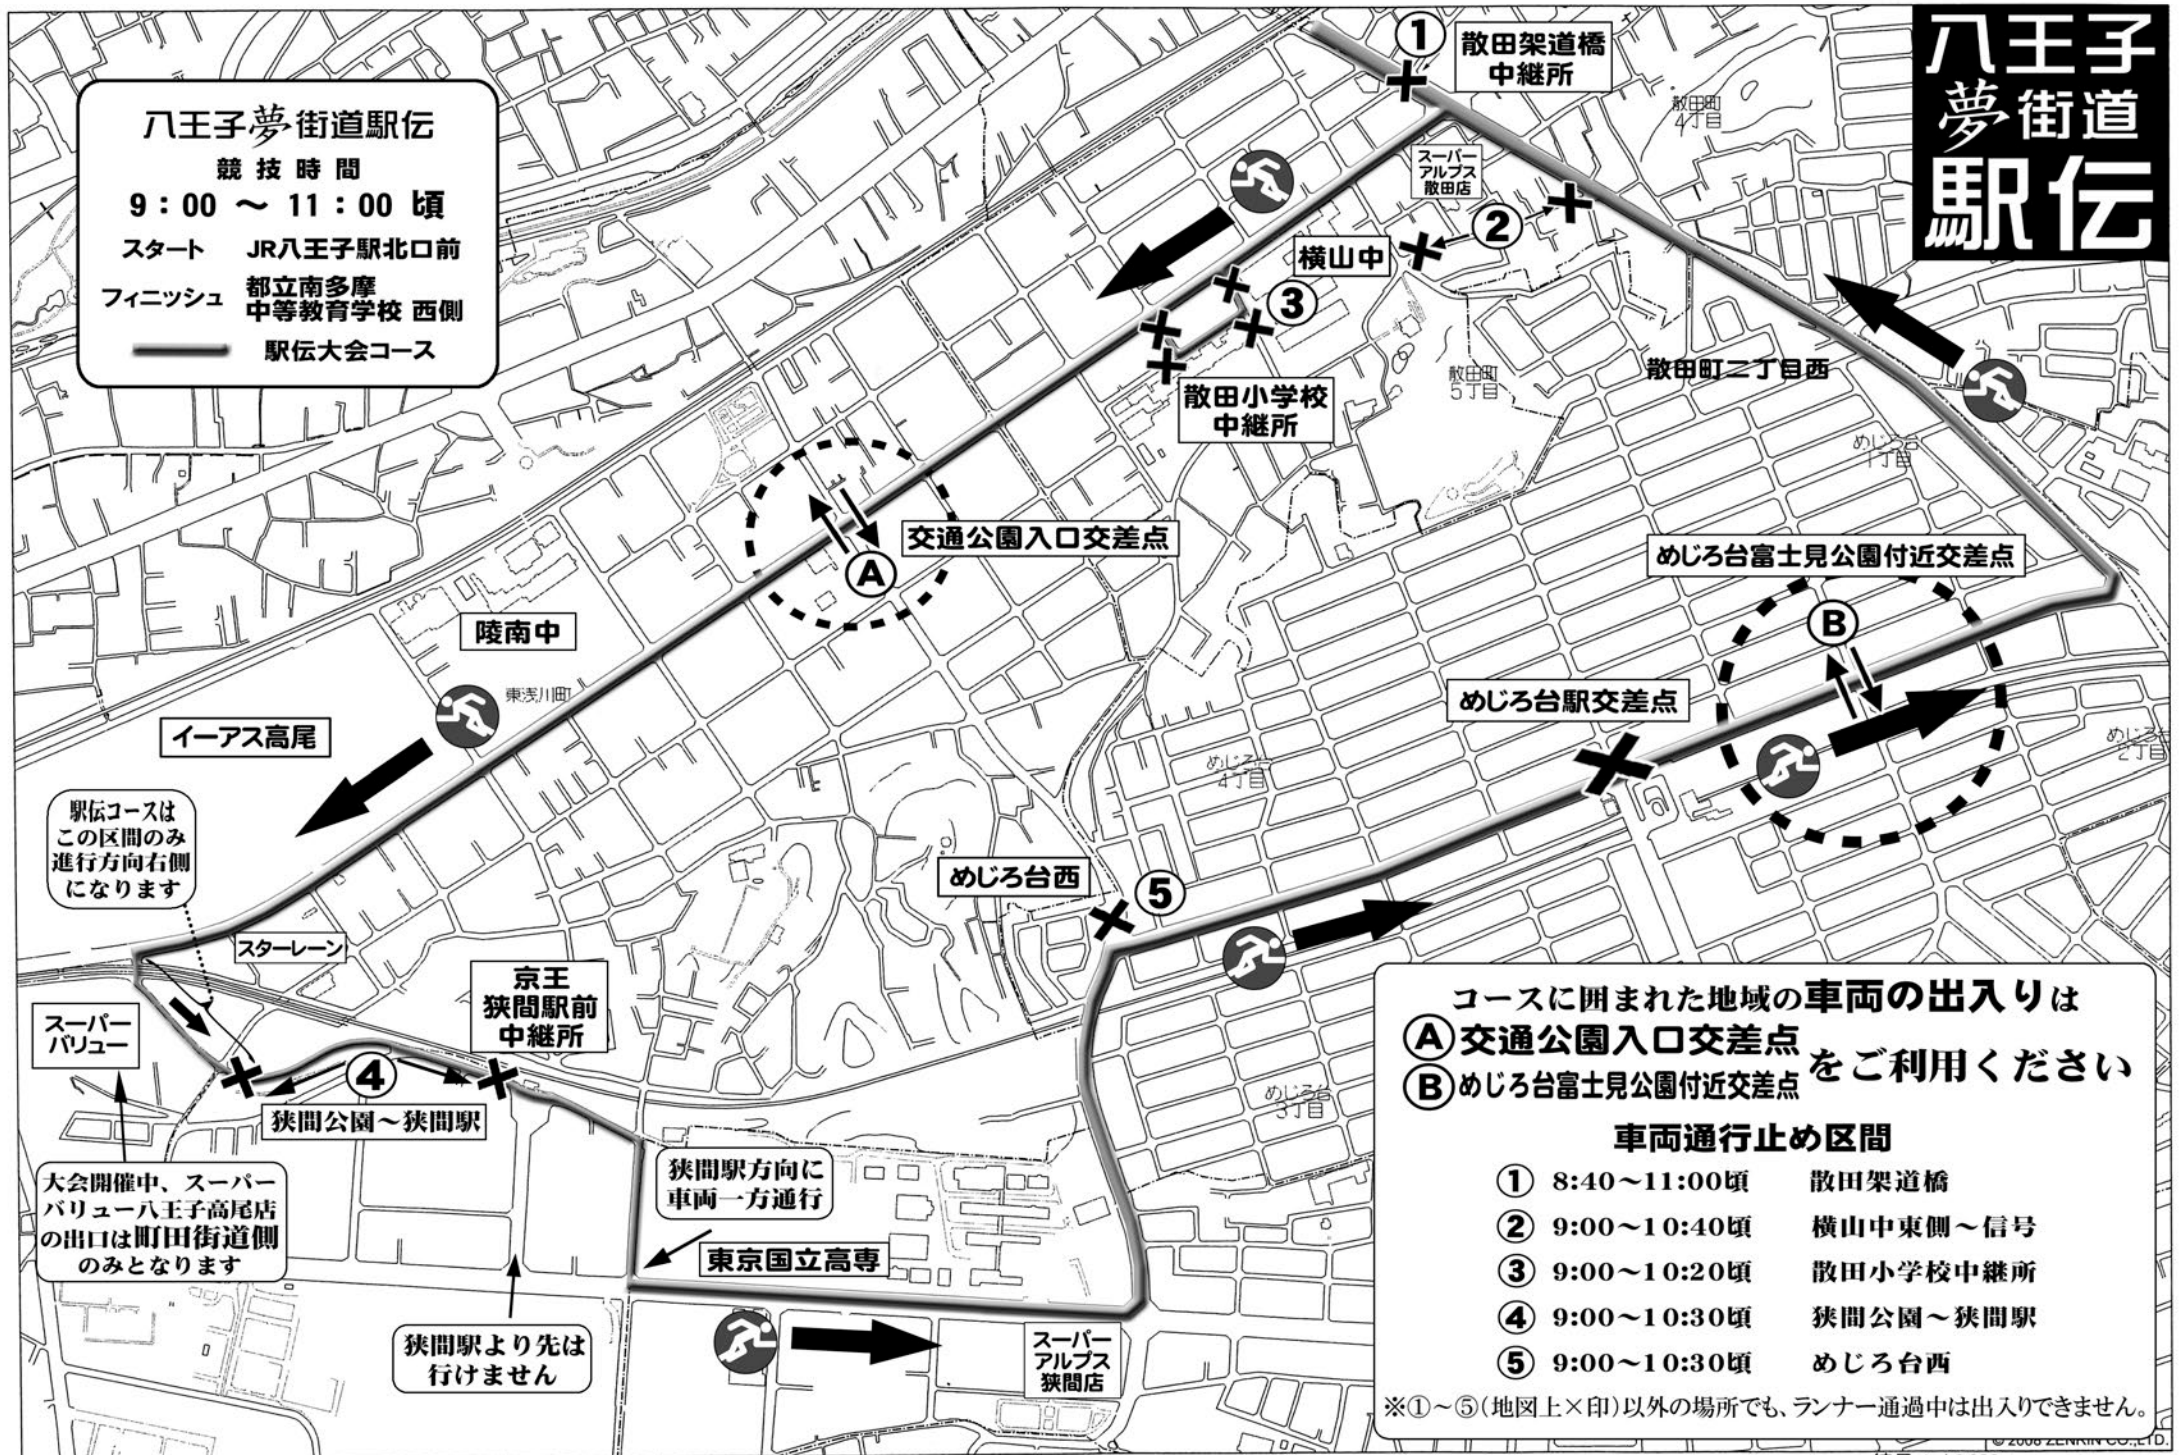 八王子
夢街道
駅伝
八王子夢街道駅伝
競技時間
9：00 ～ 11：00 頃
スタート JR八王子駅北口前
フィニッシュ 都立南多摩
中等教育学校 西側
駅伝大会コース
①
散田架道橋
中継所
散田町
4丁目
スーパー
アルプス
散田店
②
横山中
③
散田小学校
中継所
散田町
5丁目
散田町二丁目西
めじろ台
1丁目
交通公園入口交差点
Ⓐ
めじろ台富士見公園付近交差点
Ⓑ
陵南中
東浅川町
イーアス高尾
めじろ台駅交差点
めじろ台
4丁目
めじろ台
2丁目
駅伝コースは
この区間のみ
進行方向右側
になります
めじろ台西
⑤
スターレーン
京王
狭間駅前
中継所
スーパー
バリュー
④
狭間公園～狭間駅
めじろ台
3丁目
大会開催中、スーパー
バリュー八王子高尾店
の出口は町田街道側
のみとなります
狭間駅方向に
車両一方通行
東京国立高専
狭間駅より先は
行けません
スーパー
アルプス
狭間店
コースに囲まれた地域の車両の出入りは
Ⓐ交通公園入口交差点
Ⓑめじろ台富士見公園付近交差点
をご利用ください
車両通行止め区間
① 8:40～11:00頃 散田架道橋
② 9:00～10:40頃 横山中東側～信号
③ 9:00～10:20頃 散田小学校中継所
④ 9:00～10:30頃 狭間公園～狭間駅
⑤ 9:00～10:30頃 めじろ台西
※①～⑤（地図上×印）以外の場所でも、ランナー通過中は出入りできません。
© 2008 ZENRIN CO., LTD.